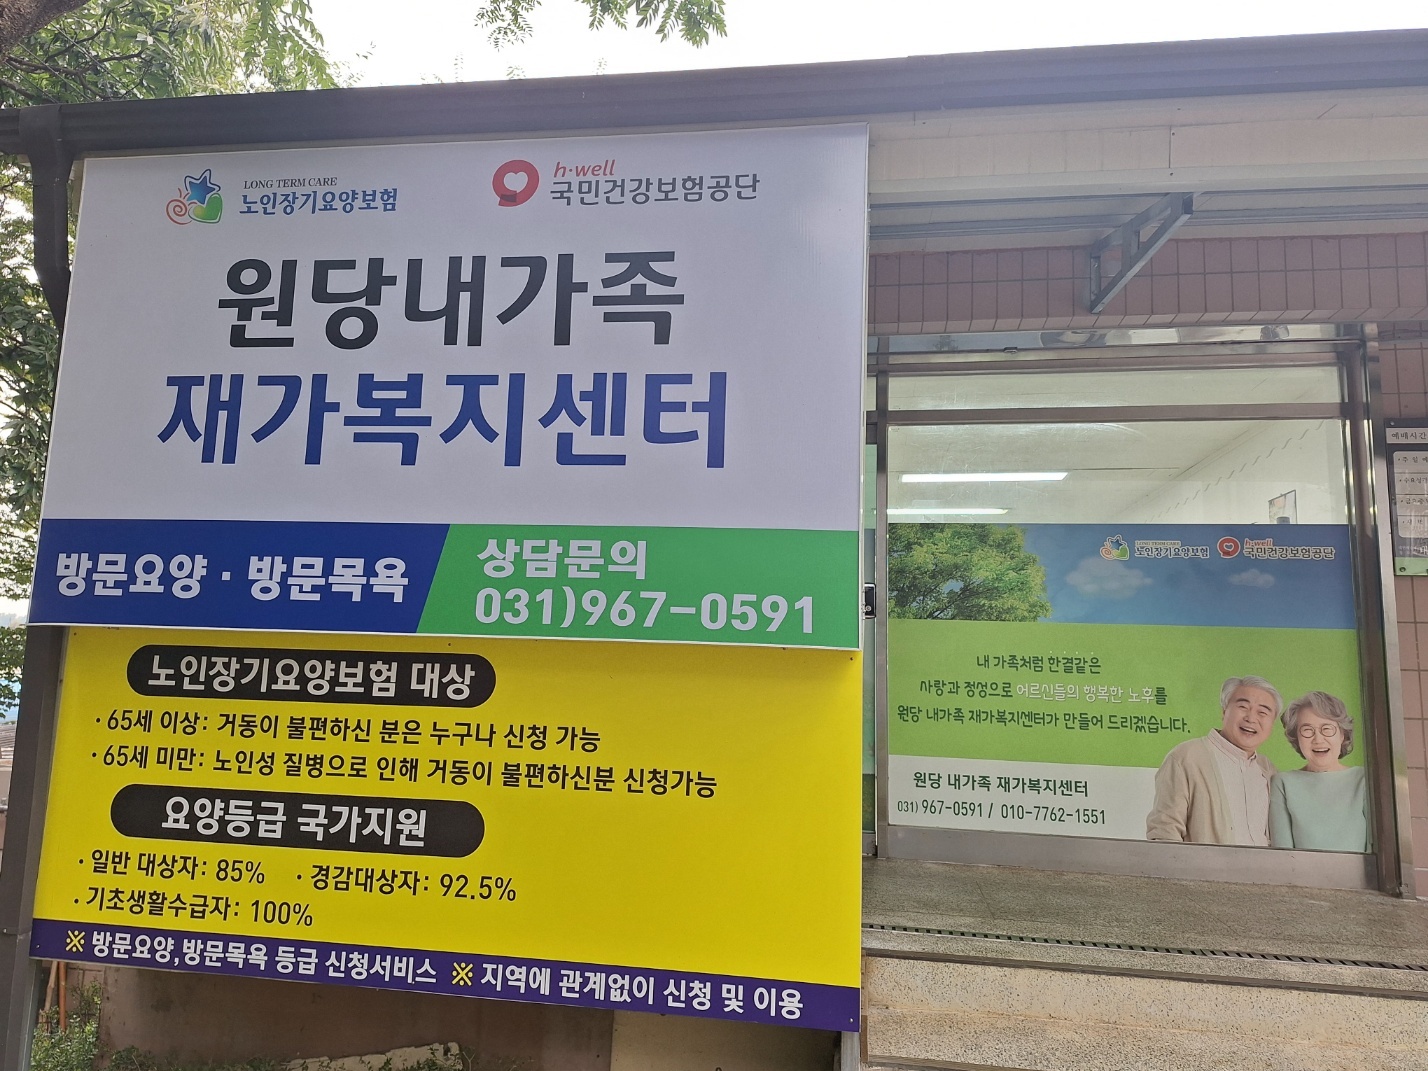 LONG TERM CARE
노인장기요양보험
h·well
국민건강보험공단
원당내가족
재가복지센터
방문요양 · 방문목욕
상담문의
031)967-0591
노인장기요양보험 대상
· 65세 이상: 거동이 불편하신 분은 누구나 신청 가능
· 65세 미만: 노인성 질병으로 인해 거동이 불편하신분 신청가능
요양등급 국가지원
· 일반 대상자: 85% · 경감대상자: 92.5%
· 기초생활수급자: 100%
※ 방문요양,방문목욕 등급 신청서비스 ※ 지역에 관계없이 신청 및 이용
LONG TERM CARE
노인장기요양보험
h·well
국민건강보험공단
내 가족처럼 한결같은
사랑과 정성으로 어르신들의 행복한 노후를
원당 내가족 재가복지센터가 만들어 드리겠습니다.
원당 내가족 재가복지센터
031) 967-0591 / 010-7762-1551
예배시간